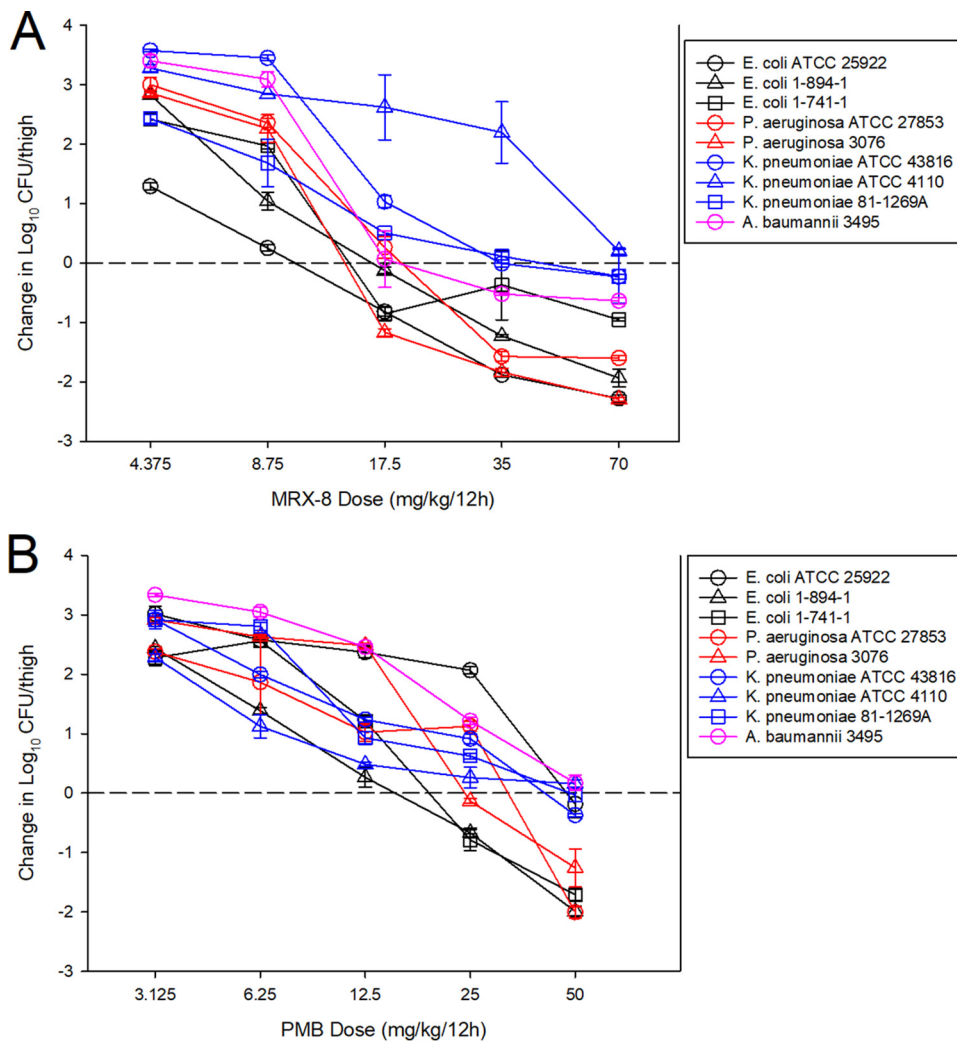 A
Change in Log10 CFU/thigh
4
3
2
1
0
-1
-2
-3
4.375 8.75 17.5 35 70
MRX-8 Dose (mg/kg/12h)
E. coli ATCC 25922
E. coli 1-894-1
E. coli 1-741-1
P. aeruginosa ATCC 27853
P. aeruginosa 3076
K. pneumoniae ATCC 43816
K. pneumoniae ATCC 4110
K. pneumoniae 81-1269A
A. baumannii 3495
B
Change in Log10 CFU/thigh
4
3
2
1
0
-1
-2
-3
3.125 6.25 12.5 25 50
PMB Dose (mg/kg/12h)
E. coli ATCC 25922
E. coli 1-894-1
E. coli 1-741-1
P. aeruginosa ATCC 27853
P. aeruginosa 3076
K. pneumoniae ATCC 43816
K. pneumoniae ATCC 4110
K. pneumoniae 81-1269A
A. baumannii 3495